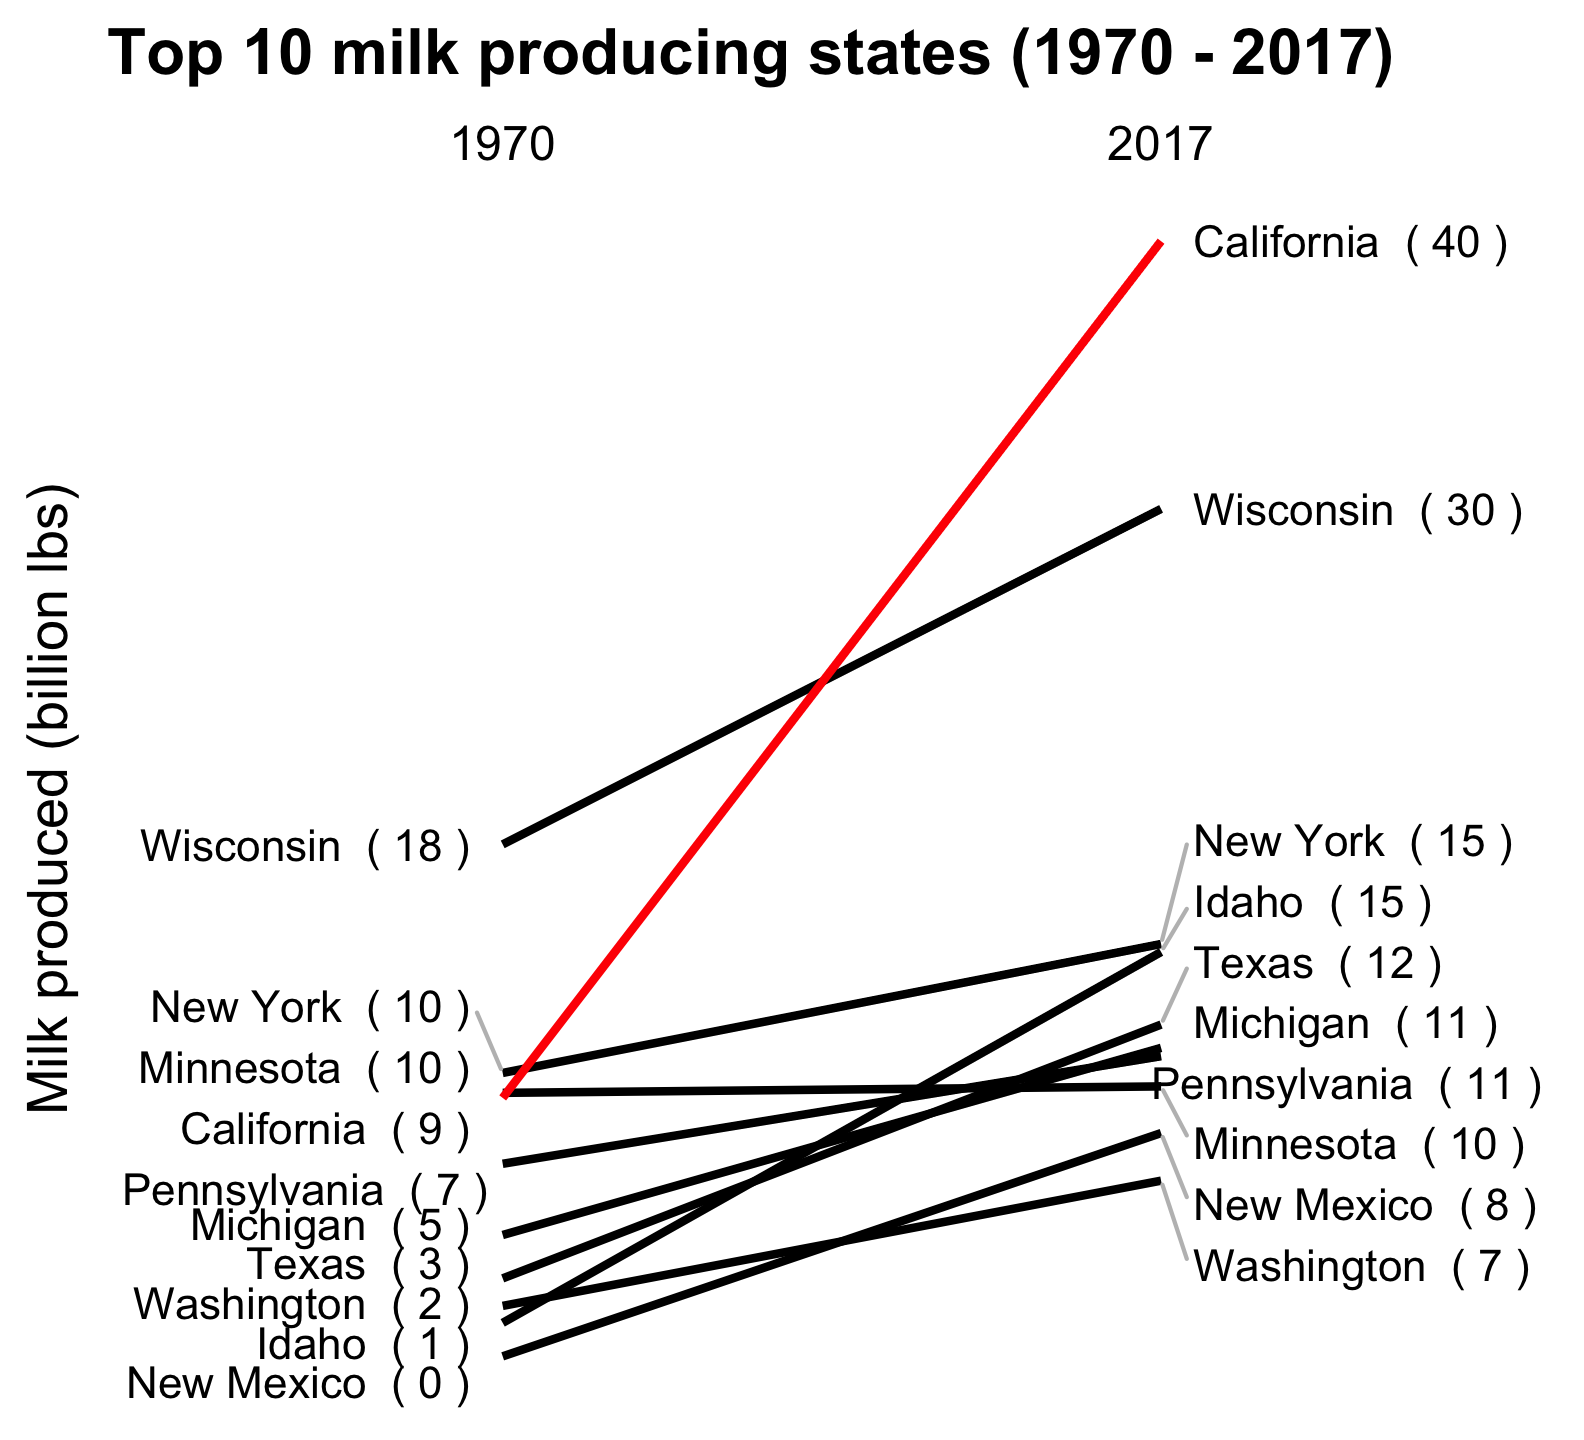 Top 10 milk producing states (1970 - 2017)
1970
2017
Milk produced (billion lbs)
Wisconsin ( 18 )
New York ( 10 )
Minnesota ( 10 )
California ( 9 )
Pennsylvania ( 7 )
Michigan ( 5 )
Texas ( 3 )
Washington ( 2 )
Idaho ( 1 )
New Mexico ( 0 )
California ( 40 )
Wisconsin ( 30 )
New York ( 15 )
Idaho ( 15 )
Texas ( 12 )
Michigan ( 11 )
Pennsylvania ( 11 )
Minnesota ( 10 )
New Mexico ( 8 )
Washington ( 7 )